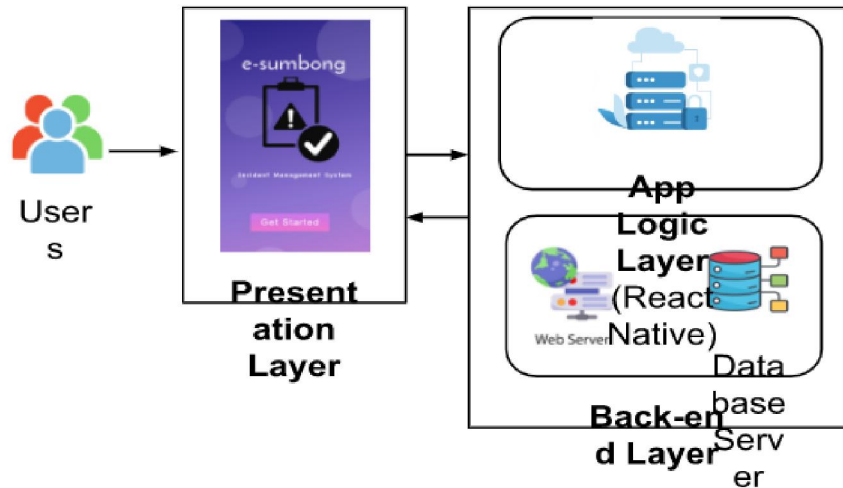 User
s
e-sumbong
Incident Management System
Get Started
Present
ation
Layer
App
Logic
Layer
(React
Native)
Web Server
Data
base
Serv
er
Back-en
d Layer